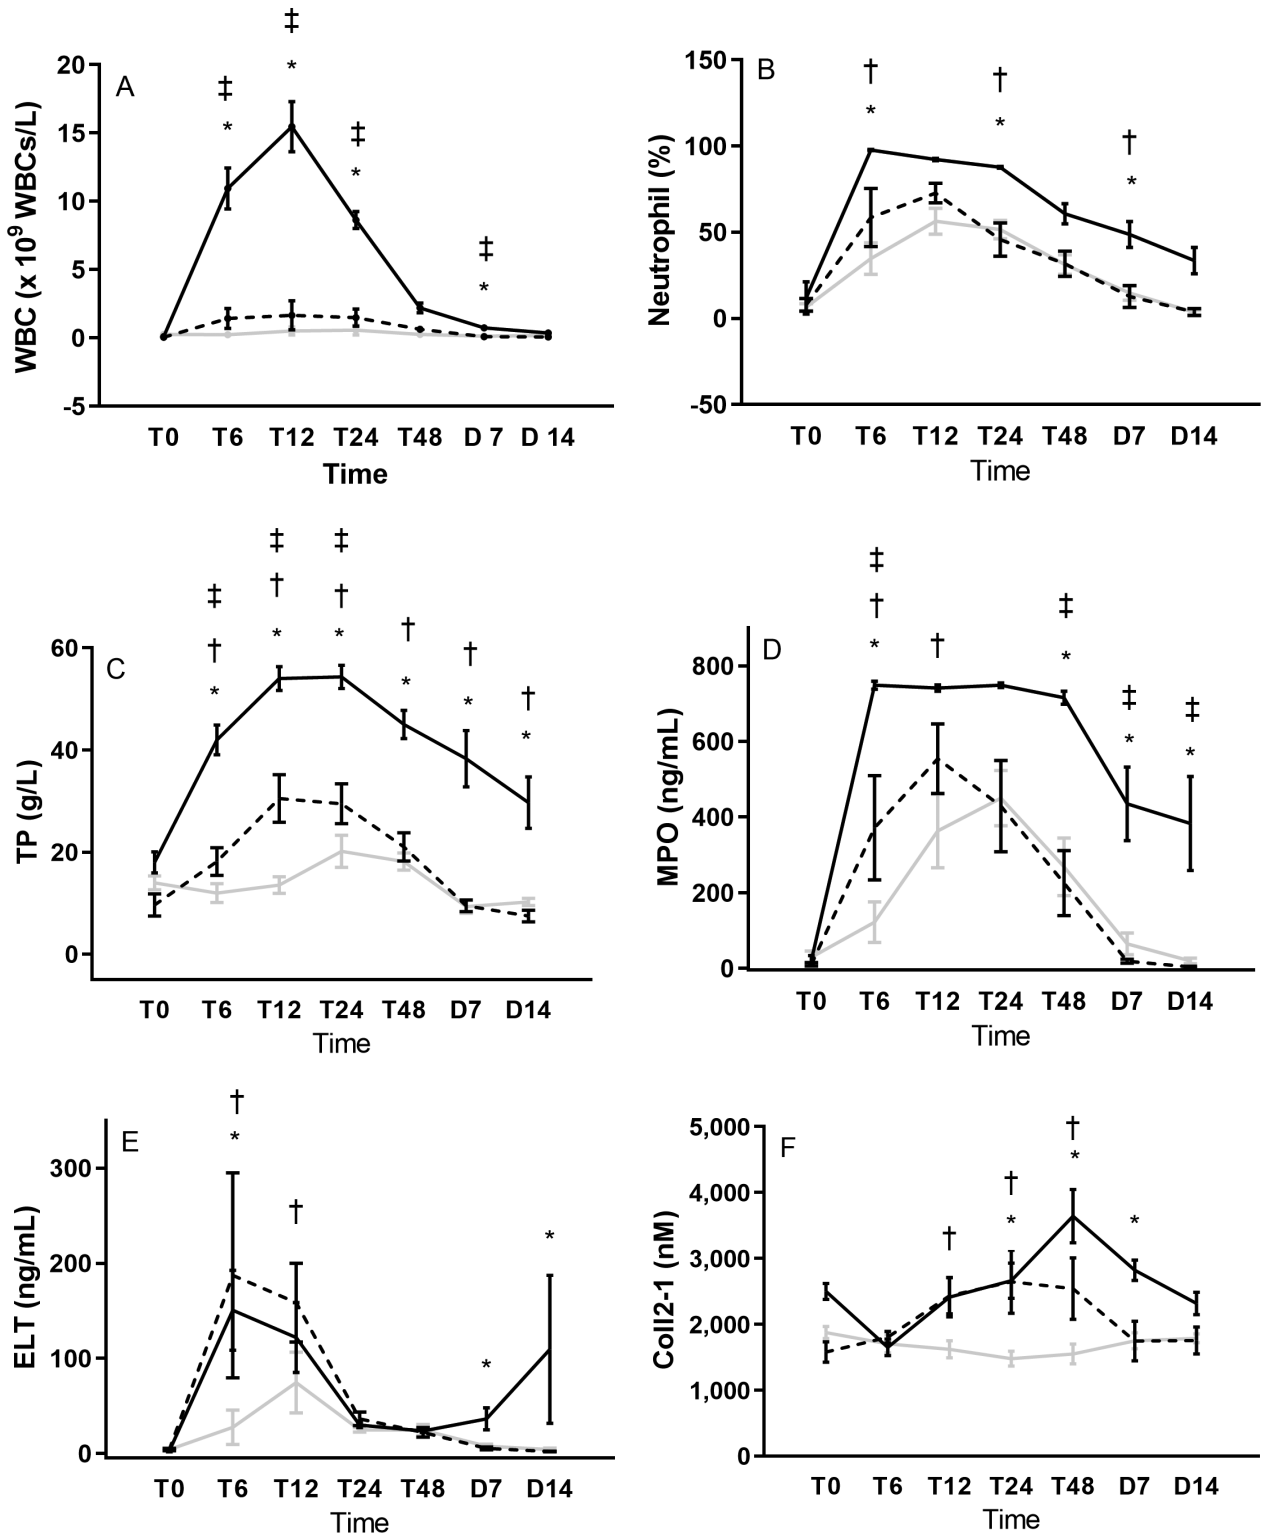 ‡
20 A ‡ *
‡
15 * ‡
*
10
‡
5 *
0
-5
WBC (x 10⁹ WBCs/L)
T0 T6 T12 T24 T48 D 7 D 14
Time
150 B † †
* *
100 †
*
50
0
-50
Neutrophil (%)
T0 T6 T12 T24 T48 D7 D14
Time
‡ ‡
‡ † †
60 C † * * † †
* * * †
*
40
20
0
TP (g/L)
T0 T6 T12 T24 T48 D7 D14
Time
‡
† ‡
D * † *
800 ‡ ‡
* *
600
400
200
0
MPO (ng/mL)
T0 T6 T12 T24 T48 D7 D14
Time
†
E *
300 †
*
200
100 *
0
ELT (ng/mL)
T0 T6 T12 T24 T48 D7 D14
Time
5,000 F †
*
4,000 †
† * *
3,000
2,000
1,000
0
Coll2-1 (nM)
T0 T6 T12 T24 T48 D7 D14
Time